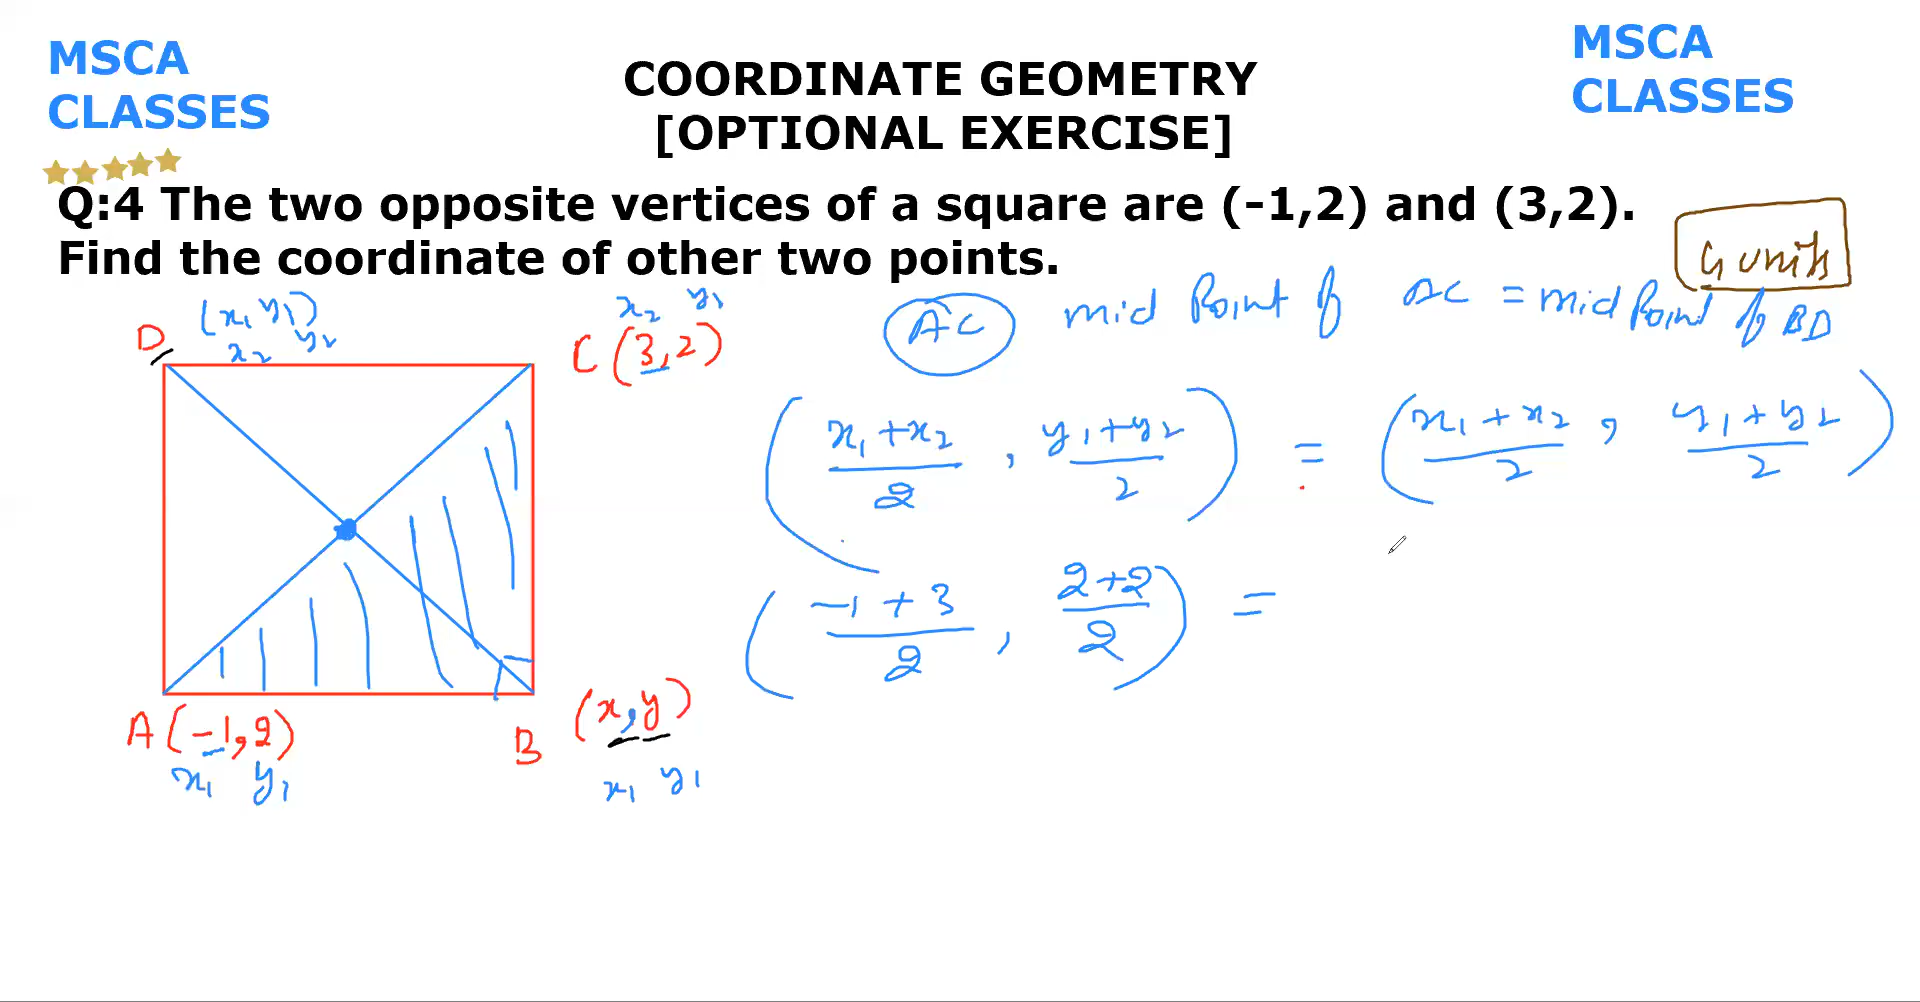 MSCA
CLASSES
MSCA
CLASSES
COORDINATE GEOMETRY
[OPTIONAL EXERCISE]
Q:4 The two opposite vertices of a square are (-1,2) and (3,2).
Find the coordinate of other two points.
4 units
D (x₁ y₁)
x₂ y₂
x₂ y₁
C (3,2)
AC
mid Point of AC = mid Point of BD
(x₁+x₂/2 , y₁+y₂/2) = (x₁+x₂/2 , y₁+y₂/2)
(-1+3/2 , 2+2/2) =
A (-1,2)
x₁ y₁
B (x,y)
x₁ y₁